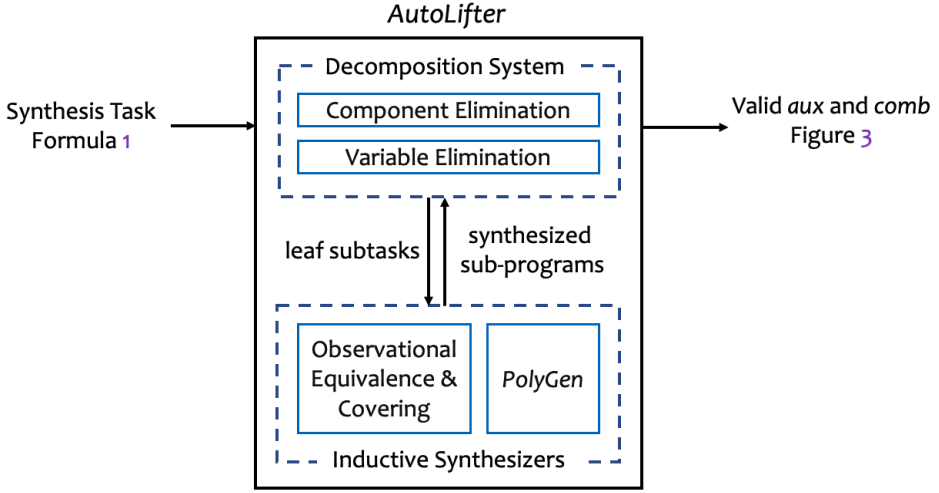 AutoLifter
Decomposition System
Component Elimination
Variable Elimination
Synthesis Task
Formula 1
Valid aux and comb
Figure 3
leaf subtasks
synthesized
sub-programs
Observational
Equivalence &
Covering
PolyGen
Inductive Synthesizers